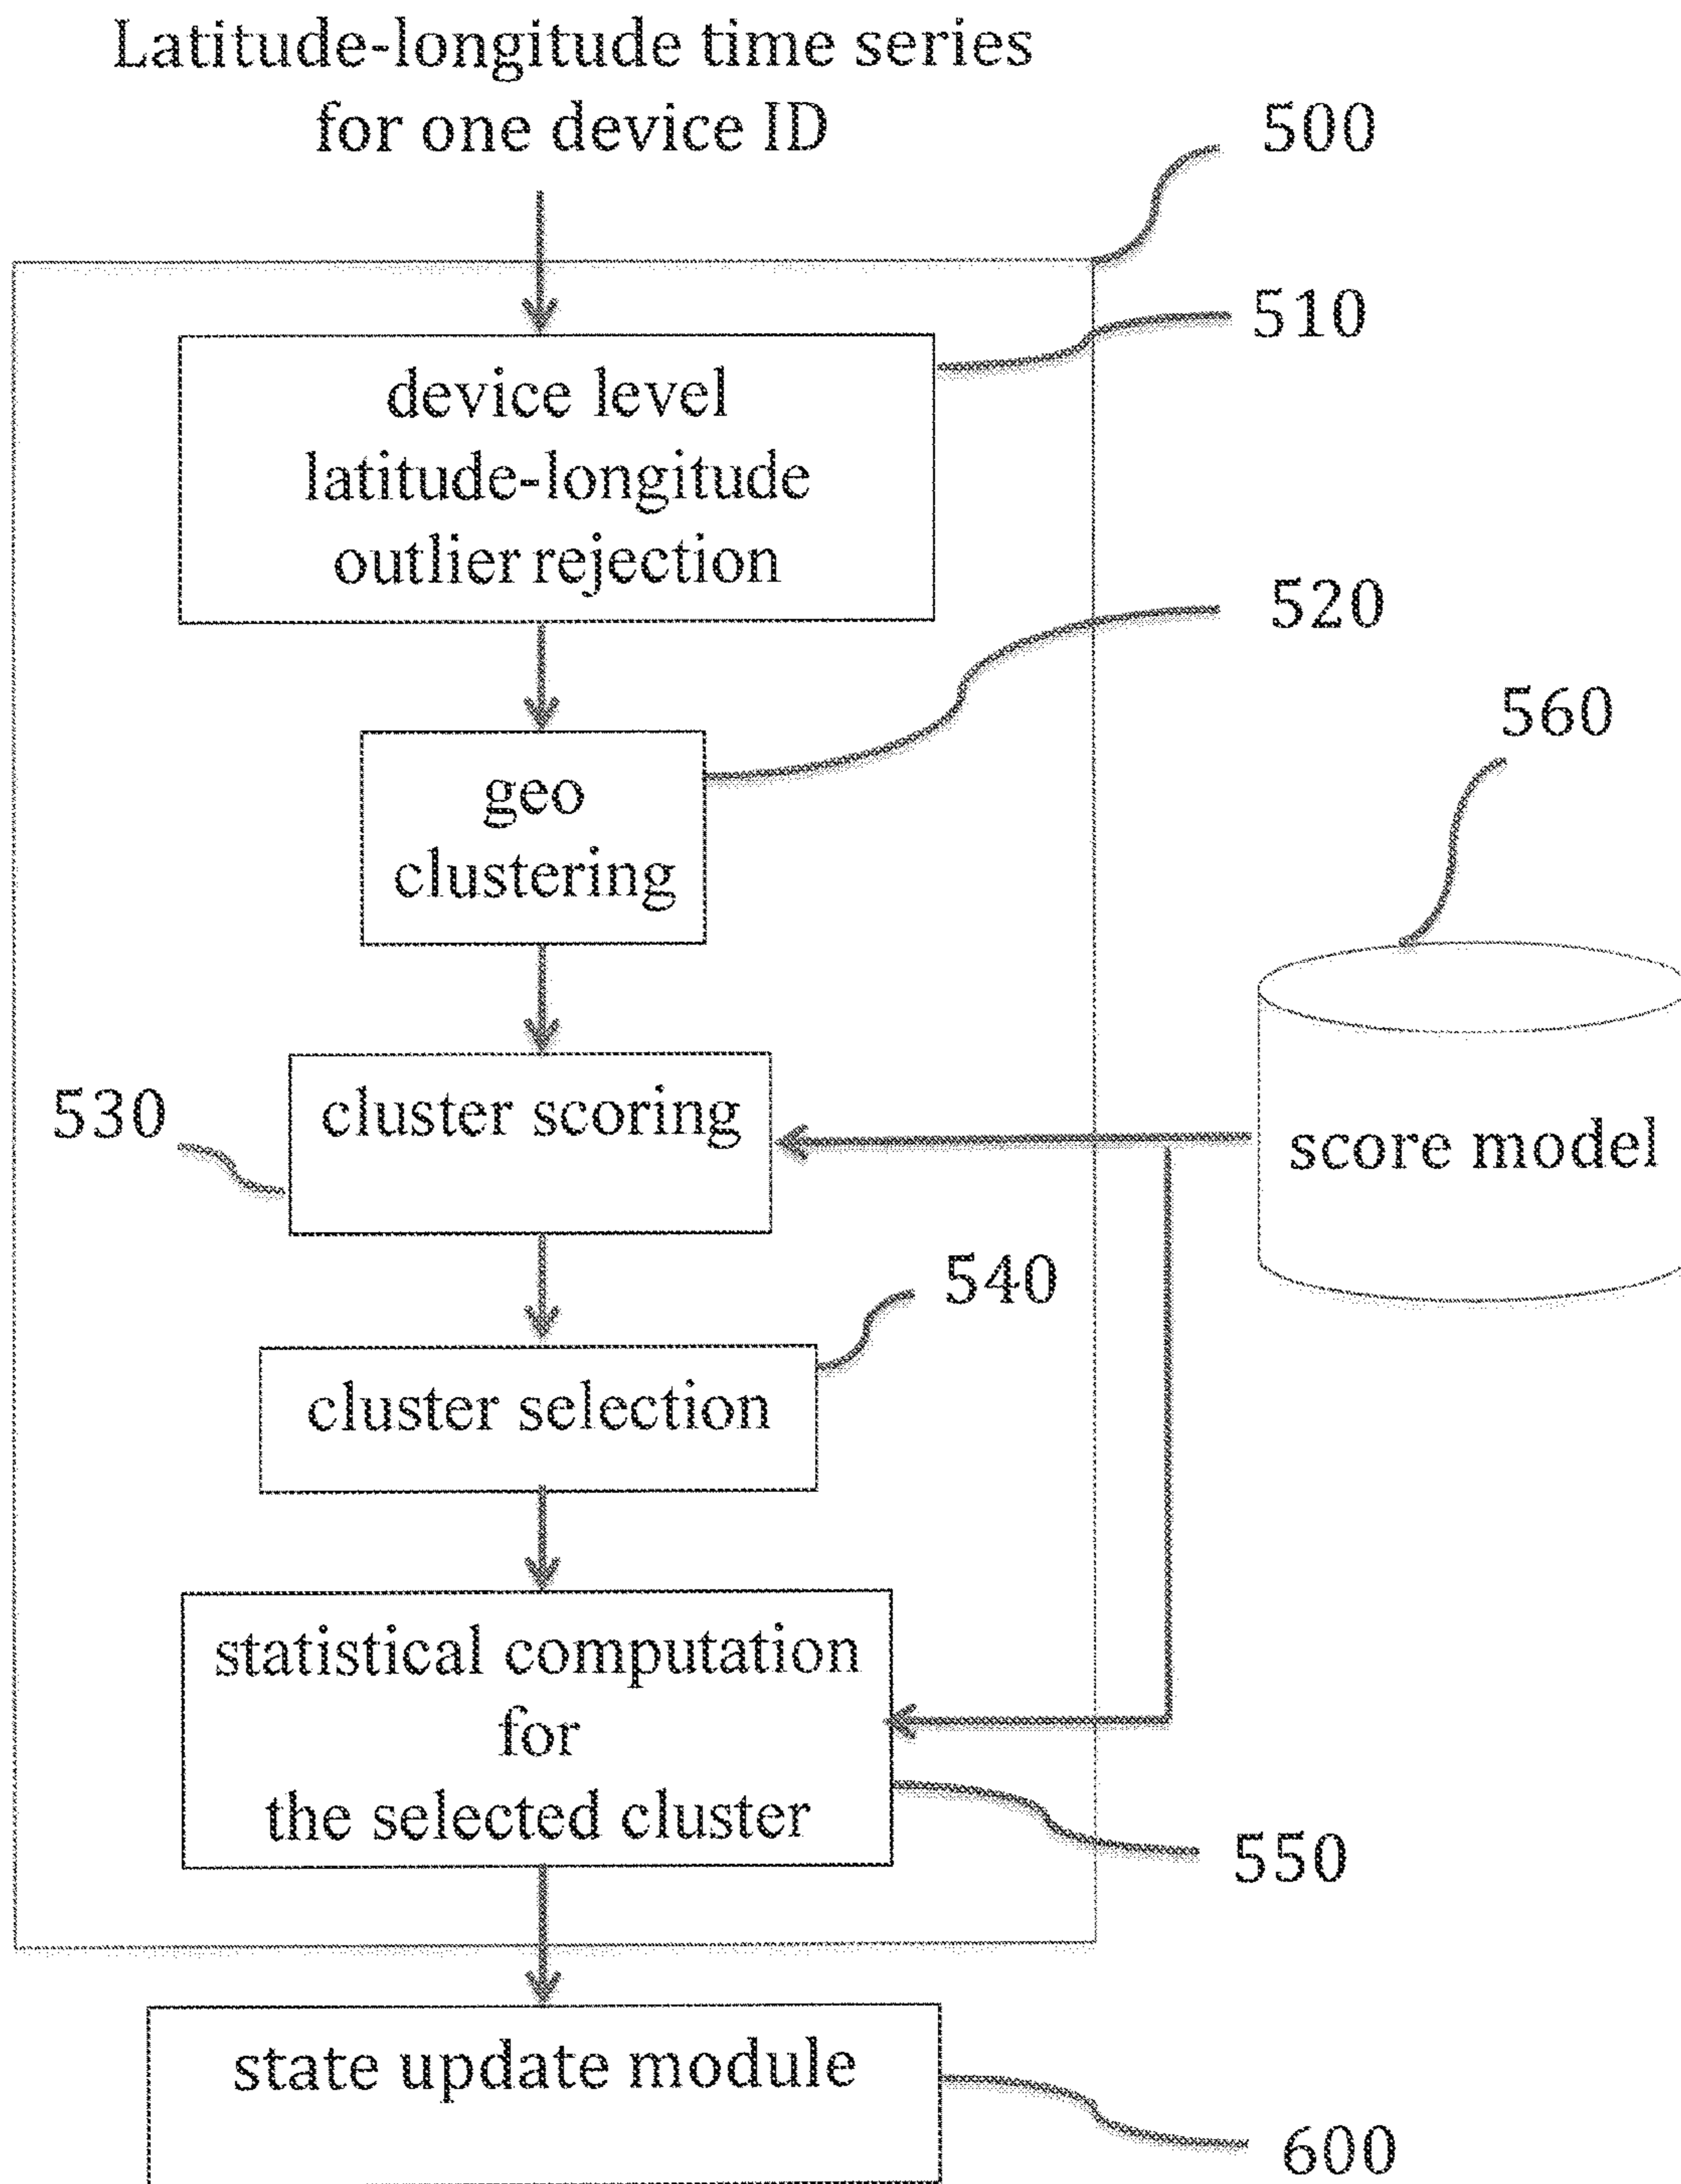 Latitude-longitude time series
for one device ID
500
510
device level
latitude-longitude
outlier rejection
520
geo
clustering
560
530
cluster scoring
score model
540
cluster selection
statistical computation
for
the selected cluster
550
state update module
600